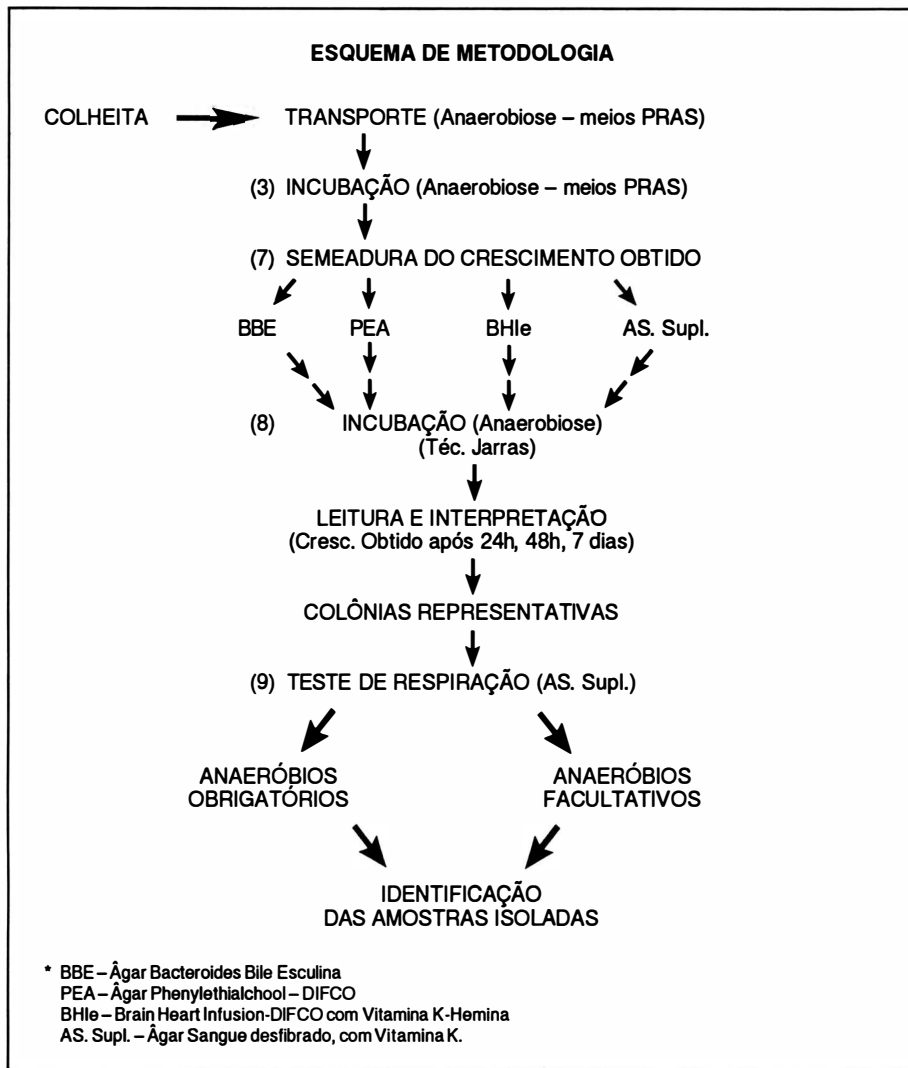 ESQUEMA DE METODOLOGIA
COLHEITA TRANSPORTE (Anaerobiose – meios PRAS)
(3) INCUBAÇÃO (Anaerobiose – meios PRAS)
(7) SEMEADURA DO CRESCIMENTO OBTIDO
BBE PEA BHIe AS. Supl.
(8) INCUBAÇÃO (Anaerobiose)
(Téc. Jarras)
LEITURA E INTERPRETAÇÃO
(Cresc. Obtido após 24h, 48h, 7 dias)
COLÔNIAS REPRESENTATIVAS
(9) TESTE DE RESPIRAÇÃO (AS. Supl.)
ANAERÓBIOS
OBRIGATÓRIOS
ANAERÓBIOS
FACULTATIVOS
IDENTIFICAÇÃO
DAS AMOSTRAS ISOLADAS
* BBE – Âgar Bacteroides Bile Esculina
PEA – Âgar Phenylethialchool – DIFCO
BHIe – Brain Heart Infusion-DIFCO com Vitamina K-Hemina
AS. Supl. – Âgar Sangue desfibrado, com Vitamina K.